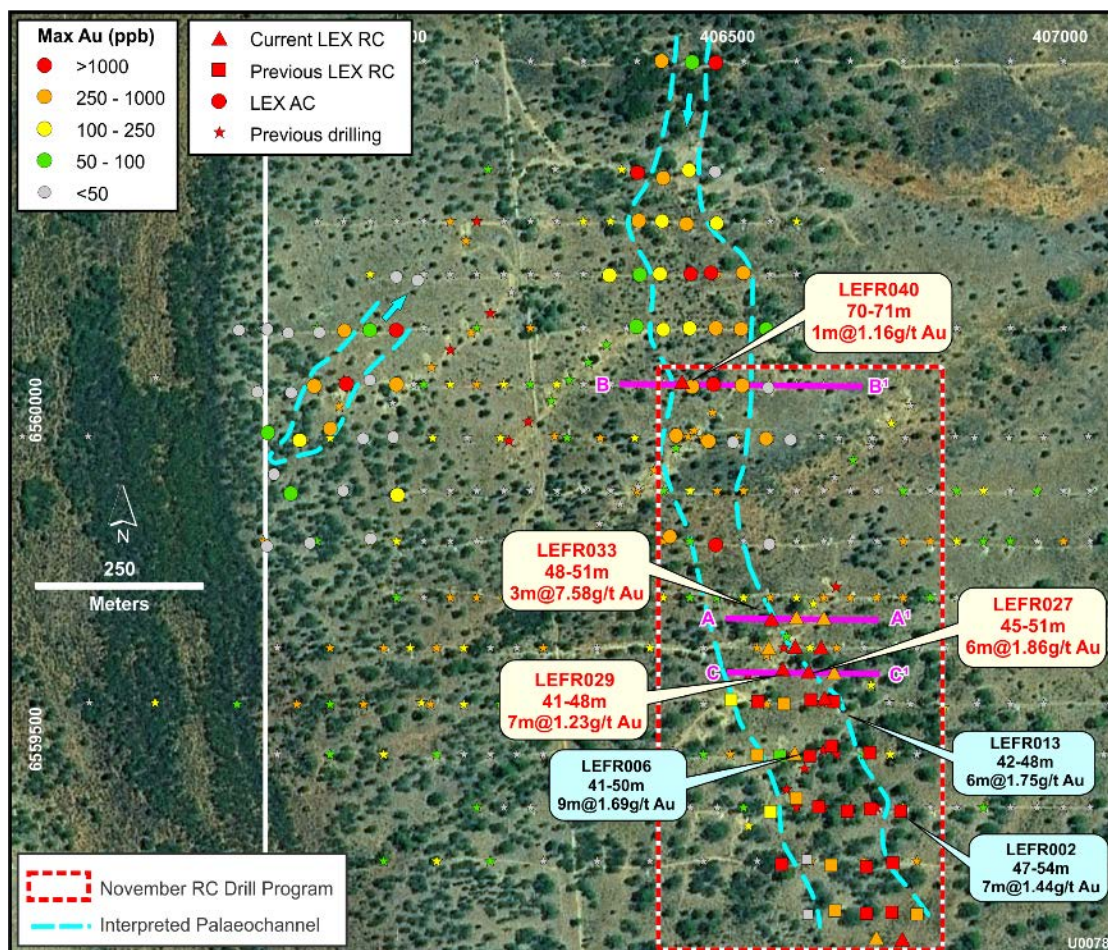 Max Au (ppb)
>1000
250 - 1000
100 - 250
50 - 100
<50
Current LEX RC
Previous LEX RC
LEX AC
Previous drilling
406500
407000
LEFR040
70-71m
1m@1.16g/t Au
B
B¹
6560000
N
250
Meters
LEFR033
48-51m
3m@7.58g/t Au
A
A¹
LEFR027
45-51m
6m@1.86g/t Au
C
C¹
LEFR029
41-48m
7m@1.23g/t Au
6559500
LEFR006
41-50m
9m@1.69g/t Au
LEFR013
42-48m
6m@1.75g/t Au
LEFR002
47-54m
7m@1.44g/t Au
November RC Drill Program
Interpreted Palaeochannel